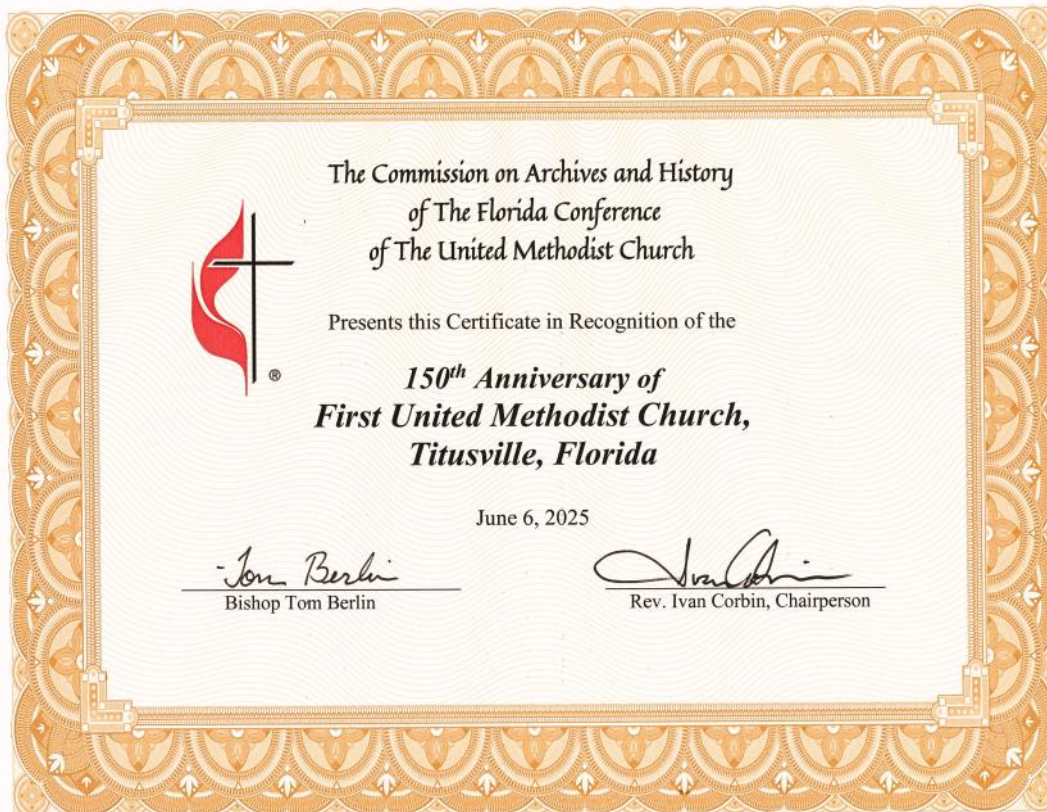 The Commission on Archives and History
of The Florida Conference
of The United Methodist Church
®
Presents this Certificate in Recognition of the
150th Anniversary of
First United Methodist Church,
Titusville, Florida
June 6, 2025
Tom Berlin
Ivan Corbin
Bishop Tom Berlin
Rev. Ivan Corbin, Chairperson